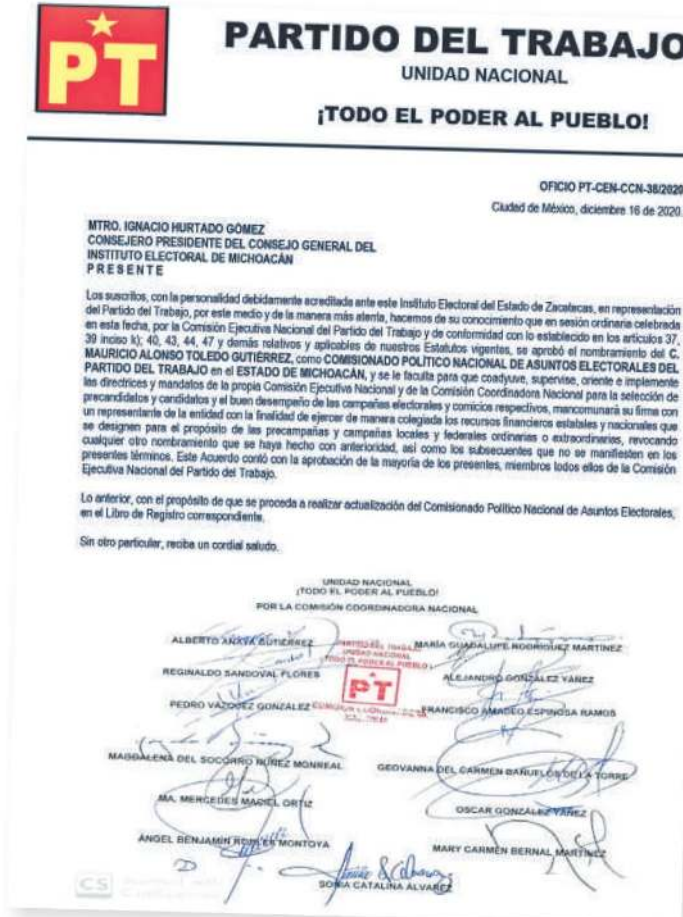 PT
PARTIDO DEL TRABAJO
UNIDAD NACIONAL
¡TODO EL PODER AL PUEBLO!
OFICIO PT-CEN-CCN-38/2020
Ciudad de México, diciembre 16 de 2020.
MTRO. IGNACIO HURTADO GÓMEZ
CONSEJERO PRESIDENTE DEL CONSEJO GENERAL DEL
INSTITUTO ELECTORAL DE MICHOACÁN
P R E S E N T E
Los suscritos, con la personalidad debidamente acreditada ante este Instituto Electoral del Estado de Zacatecas, en representación
del Partido del Trabajo, por este medio y de la manera más atenta, hacemos de su conocimiento que en sesión ordinaria celebrada
en esta fecha, por la Comisión Ejecutiva Nacional del Partido del Trabajo y de conformidad con lo establecido en los artículos 37,
39 inciso k); 40, 43, 44, 47 y demás relativos y aplicables de nuestros Estatutos vigentes, se aprobó el nombramiento del C.
MAURICIO ALONSO TOLEDO GUTIÉRREZ, como COMISIONADO POLÍTICO NACIONAL DE ASUNTOS ELECTORALES DEL
PARTIDO DEL TRABAJO en el ESTADO DE MICHOACÁN, y se le faculta para que coadyuve, supervise, oriente e implemente
las directrices y mandatos de la propia Comisión Ejecutiva Nacional y de la Comisión Coordinadora Nacional para la selección de
precandidatos y candidatos y el buen desempeño de las campañas electorales y comicios respectivos, mancomunará su firma con
un representante de la entidad con la finalidad de ejercer de manera colegiada los recursos financieros estatales y nacionales que
se designen para el propósito de las precampañas y campañas locales y federales ordinarias o extraordinarias, revocando
cualquier otro nombramiento que se haya hecho con anterioridad, así como los subsecuentes que no se manifiesten en los
presentes términos. Este Acuerdo contó con la aprobación de la mayoría de los presentes, miembros todos ellos de la Comisión
Ejecutiva Nacional del Partido del Trabajo.
Lo anterior, con el propósito de que se proceda a realizar actualización del Comisionado Político Nacional de Asuntos Electorales,
en el Libro de Registro correspondiente.
Sin otro particular, reciba un cordial saludo.
UNIDAD NACIONAL
¡TODO EL PODER AL PUEBLO!
POR LA COMISIÓN COORDINADORA NACIONAL
ALBERTO ANAYA GUTIÉRREZ
MARÍA GUADALUPE RODRÍGUEZ MARTÍNEZ
UNIDAD NACIONAL
TODO EL PODER AL PUEBLO
REGINALDO SANDOVAL FLORES
PT
ALEJANDRO GONZÁLEZ YÁÑEZ
PEDRO VÁZQUEZ GONZÁLEZ
FRANCISCO AMADEO ESPINOSA RAMOS
MAGDALENA DEL SOCORRO NÚÑEZ MONREAL
GEOVANNA DEL CARMEN BAÑUELOS DE LA TORRE
MA. MERCEDES MACIEL ORTIZ
OSCAR GONZÁLEZ YÁÑEZ
ÁNGEL BENJAMÍN ROBLES MONTOYA
MARY CARMEN BERNAL MARTÍNEZ
SONIA CATALINA ÁLVAREZ
CS